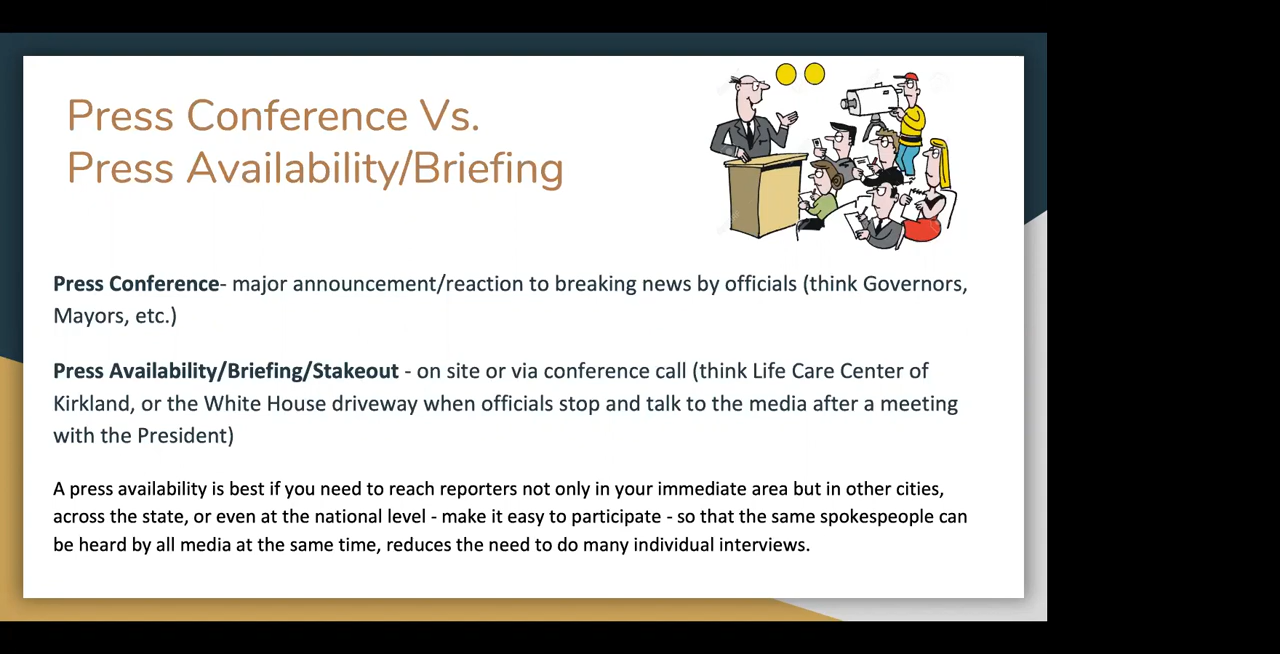 Press Conference Vs.
Press Availability/Briefing
Press Conference- major announcement/reaction to breaking news by officials (think Governors,
Mayors, etc.)
Press Availability/Briefing/Stakeout - on site or via conference call (think Life Care Center of
Kirkland, or the White House driveway when officials stop and talk to the media after a meeting
with the President)
A press availability is best if you need to reach reporters not only in your immediate area but in other cities,
across the state, or even at the national level - make it easy to participate - so that the same spokespeople can
be heard by all media at the same time, reduces the need to do many individual interviews.